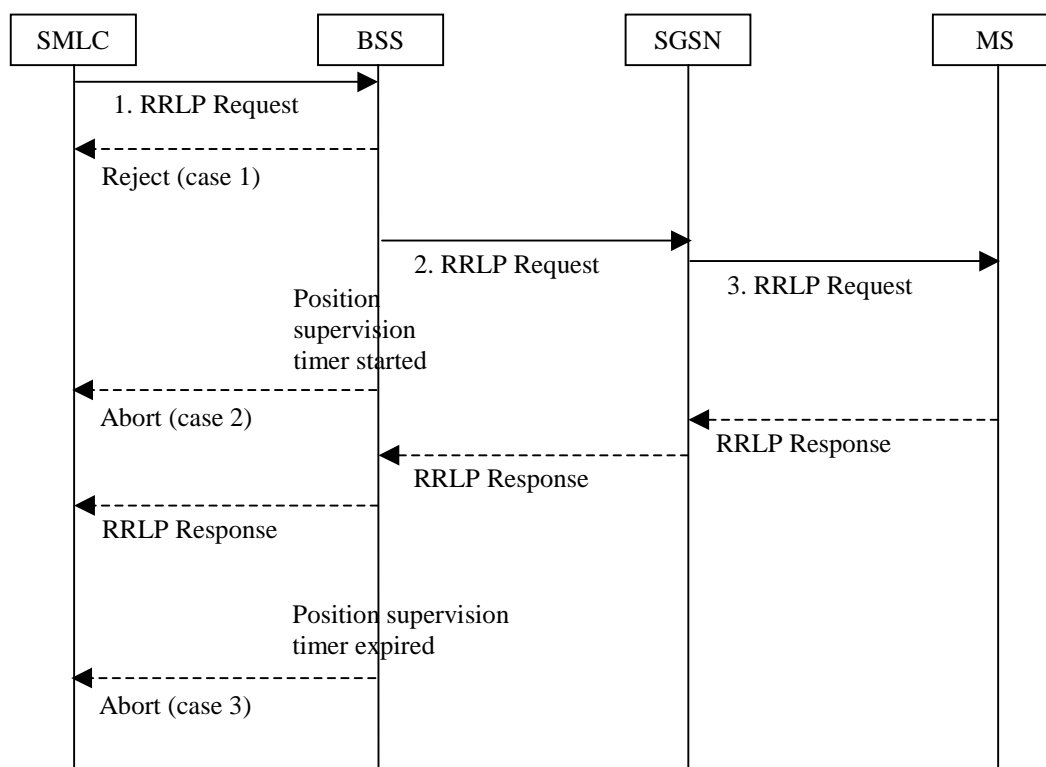 SMLC
BSS
SGSN
MS
1. RRLP Request
Reject (case 1)
2. RRLP Request
3. RRLP Request
Position
supervision
timer started
Abort (case 2)
RRLP Response
RRLP Response
RRLP Response
Position supervision
timer expired
Abort (case 3)